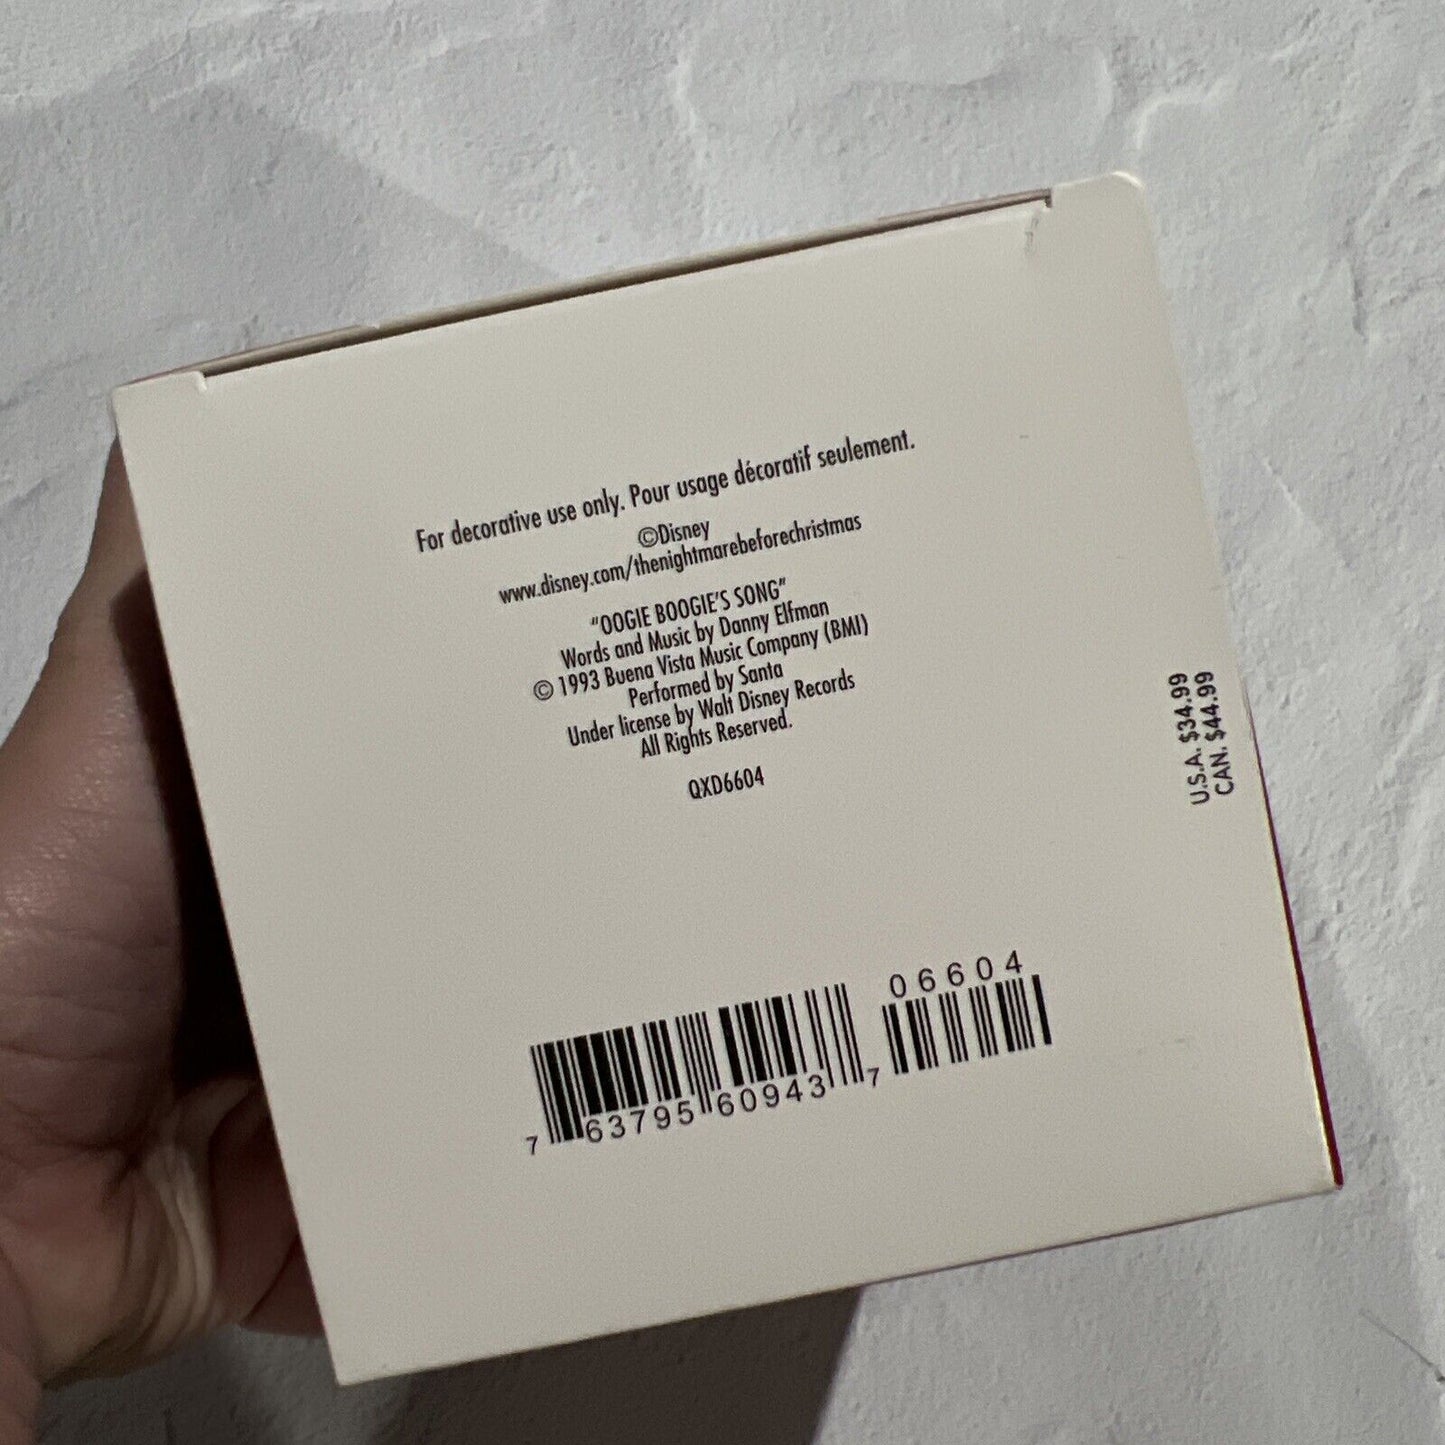 For decorative use only. Pour usage décoratif seulement.
©Disney
www.disney.com/thenightmarebeforechristmas
"OOGIE BOOGIE'S SONG"
Words and Music by Danny Elfman
© 1993 Buena Vista Music Company (BMI)
Performed by Santa
Under license by Walt Disney Records
All Rights Reserved.
QXD6604
U.S.A. $34.99
CAN. $44.99
06604
7 63795 60943 7